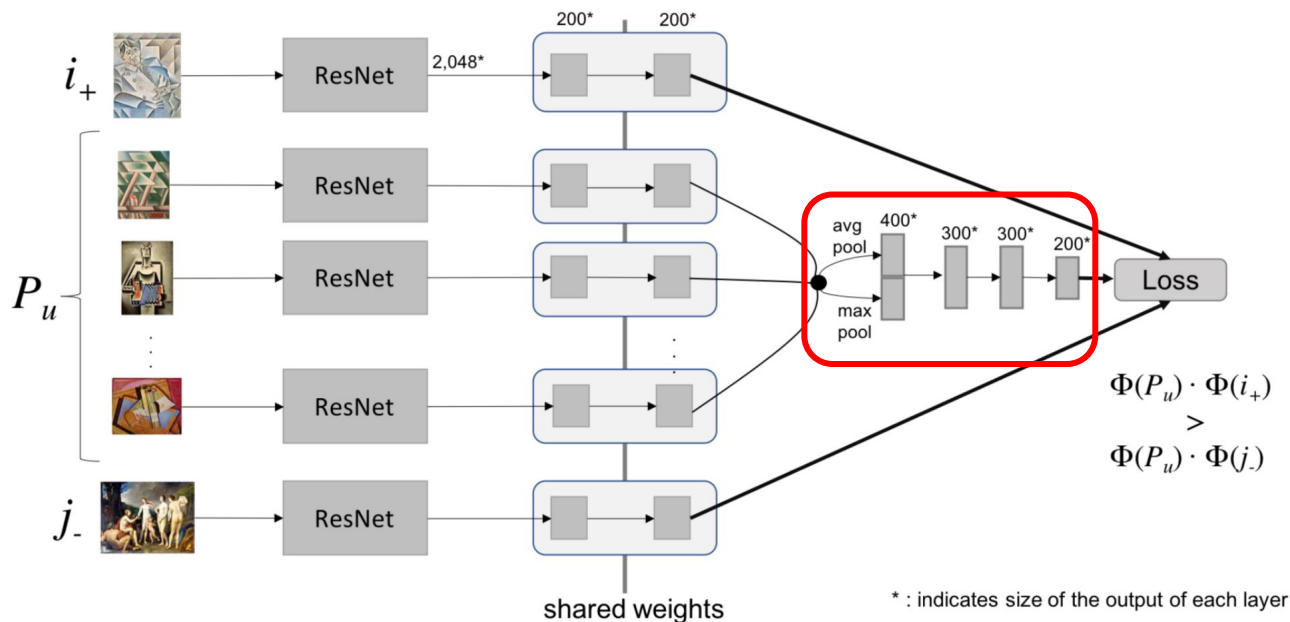 200* 200*
i₊ ResNet 2,048*
ResNet
avg pool 400* 300* 300* 200*
Pᵤ ResNet
max pool
Loss
. . .
. . .
ResNet
Φ(Pᵤ) · Φ(i₊)
>
Φ(Pᵤ) · Φ(j₋)
j₋ ResNet
shared weights
* : indicates size of the output of each layer